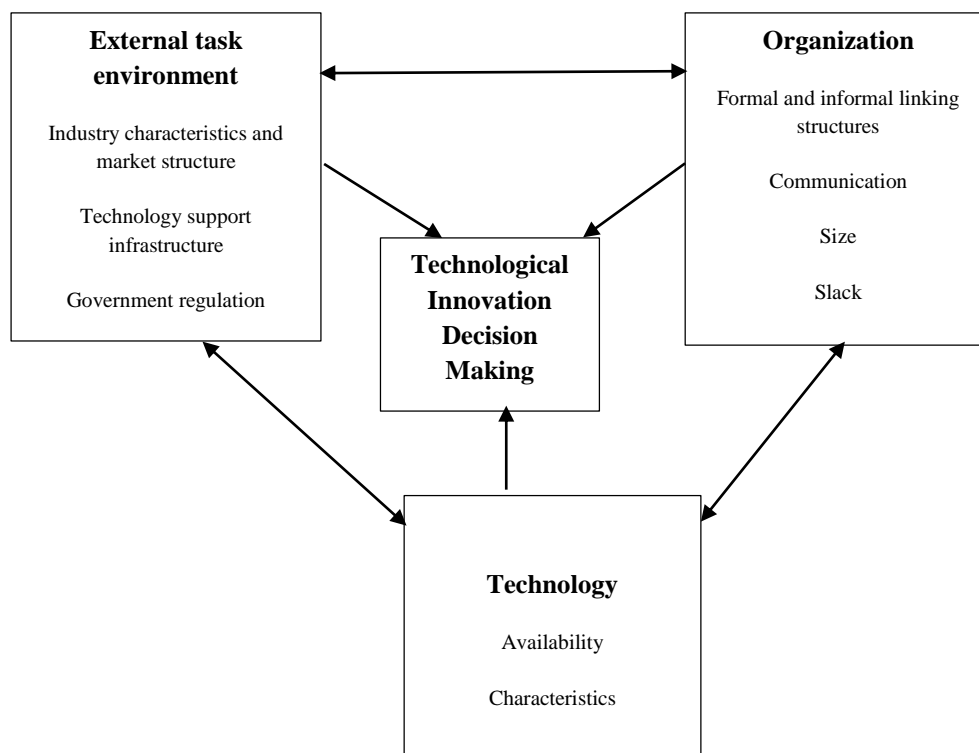 External task
environment
Industry characteristics and
market structure
Technology support
infrastructure
Government regulation
Organization
Formal and informal linking
structures
Communication
Size
Slack
Technological
Innovation
Decision
Making
Technology
Availability
Characteristics